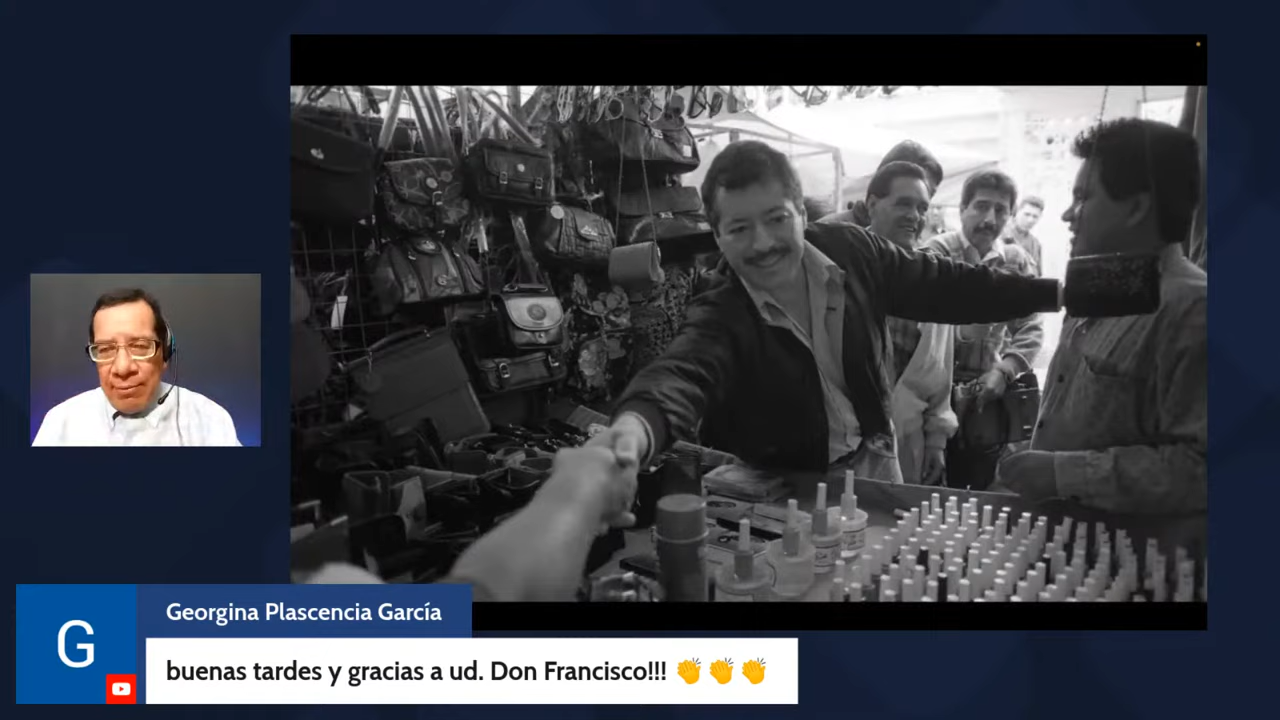 G
Georgina Plascencia García
buenas tardes y gracias a ud. Don Francisco!!! 👏👏👏